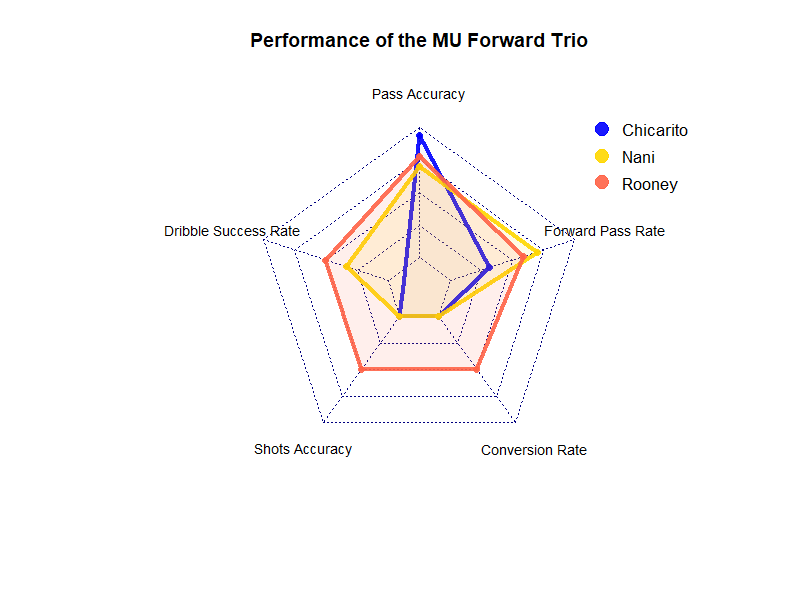 Performance of the MU Forward Trio
Pass Accuracy
Chicarito
Nani
Rooney
Dribble Success Rate
Forward Pass Rate
Shots Accuracy
Conversion Rate